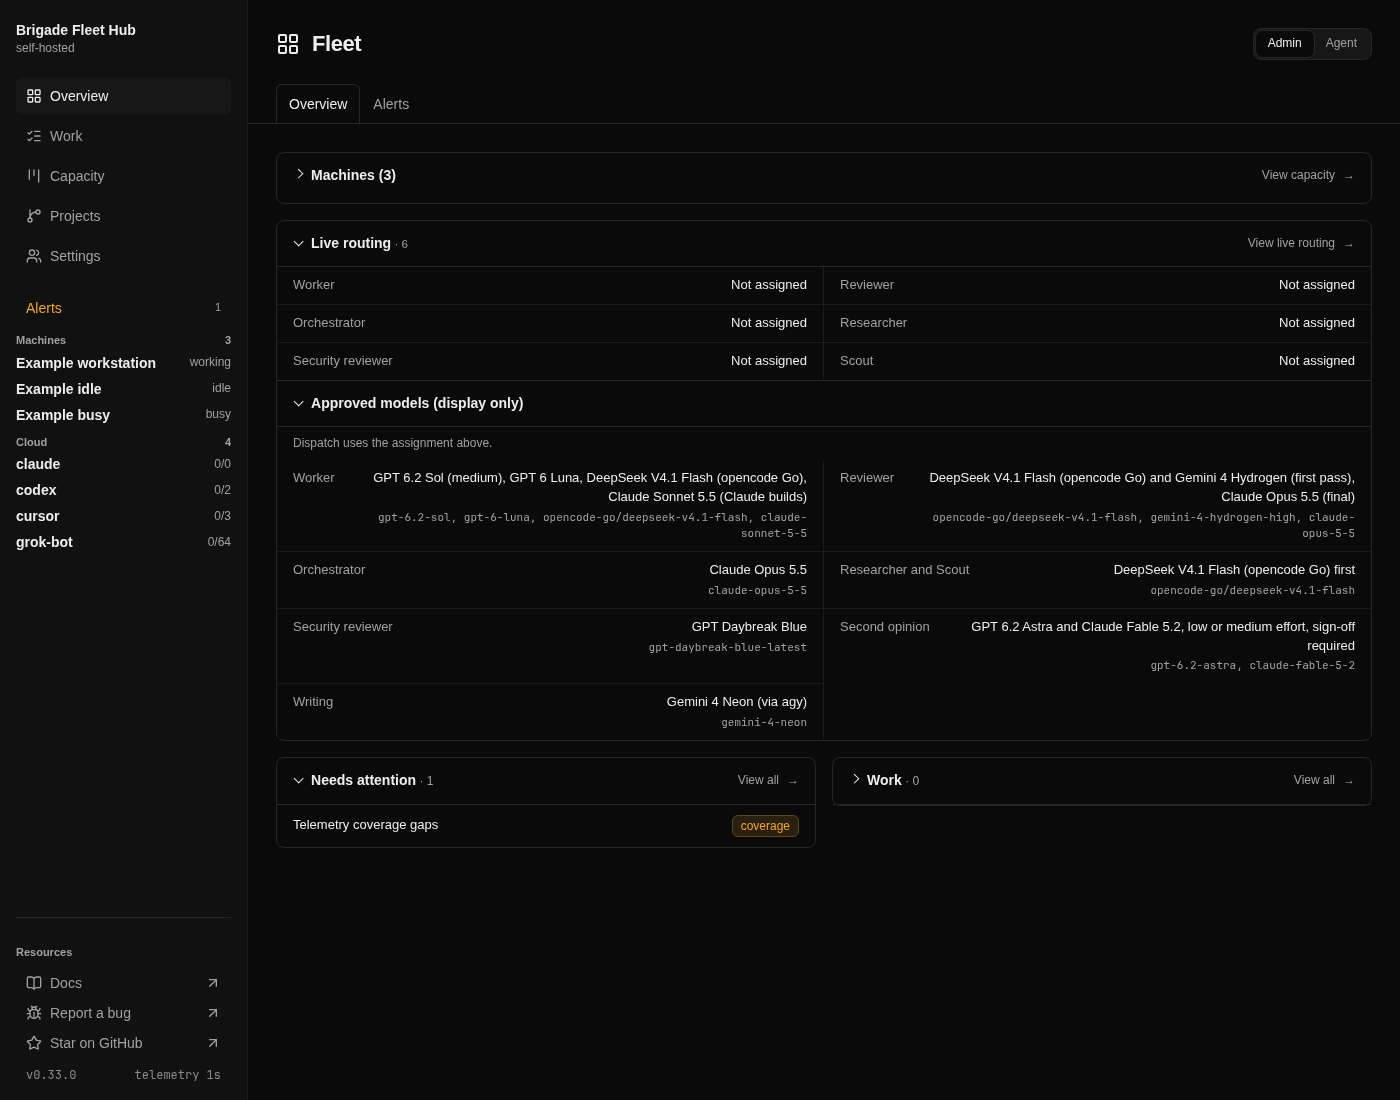 Brigade Fleet Hub
self-hosted
Overview
Work
Capacity
Projects
Settings
Alerts 1
Machines 3
Example workstation working
Example idle idle
Example busy busy
Cloud 4
claude 0/0
codex 0/2
cursor 0/3
grok-bot 0/64
Resources
Docs
Report a bug
Star on GitHub
v0.33.0 telemetry 1s
Fleet
Admin Agent
Overview Alerts
Machines (3) View capacity →
Live routing · 6 View live routing →
Worker Not assigned
Reviewer Not assigned
Orchestrator Not assigned
Researcher Not assigned
Security reviewer Not assigned
Scout Not assigned
Approved models (display only)
Dispatch uses the assignment above.
Worker GPT 6.2 Sol (medium), GPT 6 Luna, DeepSeek V4.1 Flash (opencode Go),
Claude Sonnet 5.5 (Claude builds)
gpt-6.2-sol, gpt-6-luna, opencode-go/deepseek-v4.1-flash, claude-
sonnet-5-5
Reviewer DeepSeek V4.1 Flash (opencode Go) and Gemini 4 Hydrogen (first pass),
Claude Opus 5.5 (final)
opencode-go/deepseek-v4.1-flash, gemini-4-hydrogen-high, claude-
opus-5-5
Orchestrator Claude Opus 5.5
claude-opus-5-5
Researcher and Scout DeepSeek V4.1 Flash (opencode Go) first
opencode-go/deepseek-v4.1-flash
Security reviewer GPT Daybreak Blue
gpt-daybreak-blue-latest
Second opinion GPT 6.2 Astra and Claude Fable 5.2, low or medium effort, sign-off
required
gpt-6.2-astra, claude-fable-5-2
Writing Gemini 4 Neon (via agy)
gemini-4-neon
Needs attention · 1 View all →
Telemetry coverage gaps coverage
Work · 0 View all →